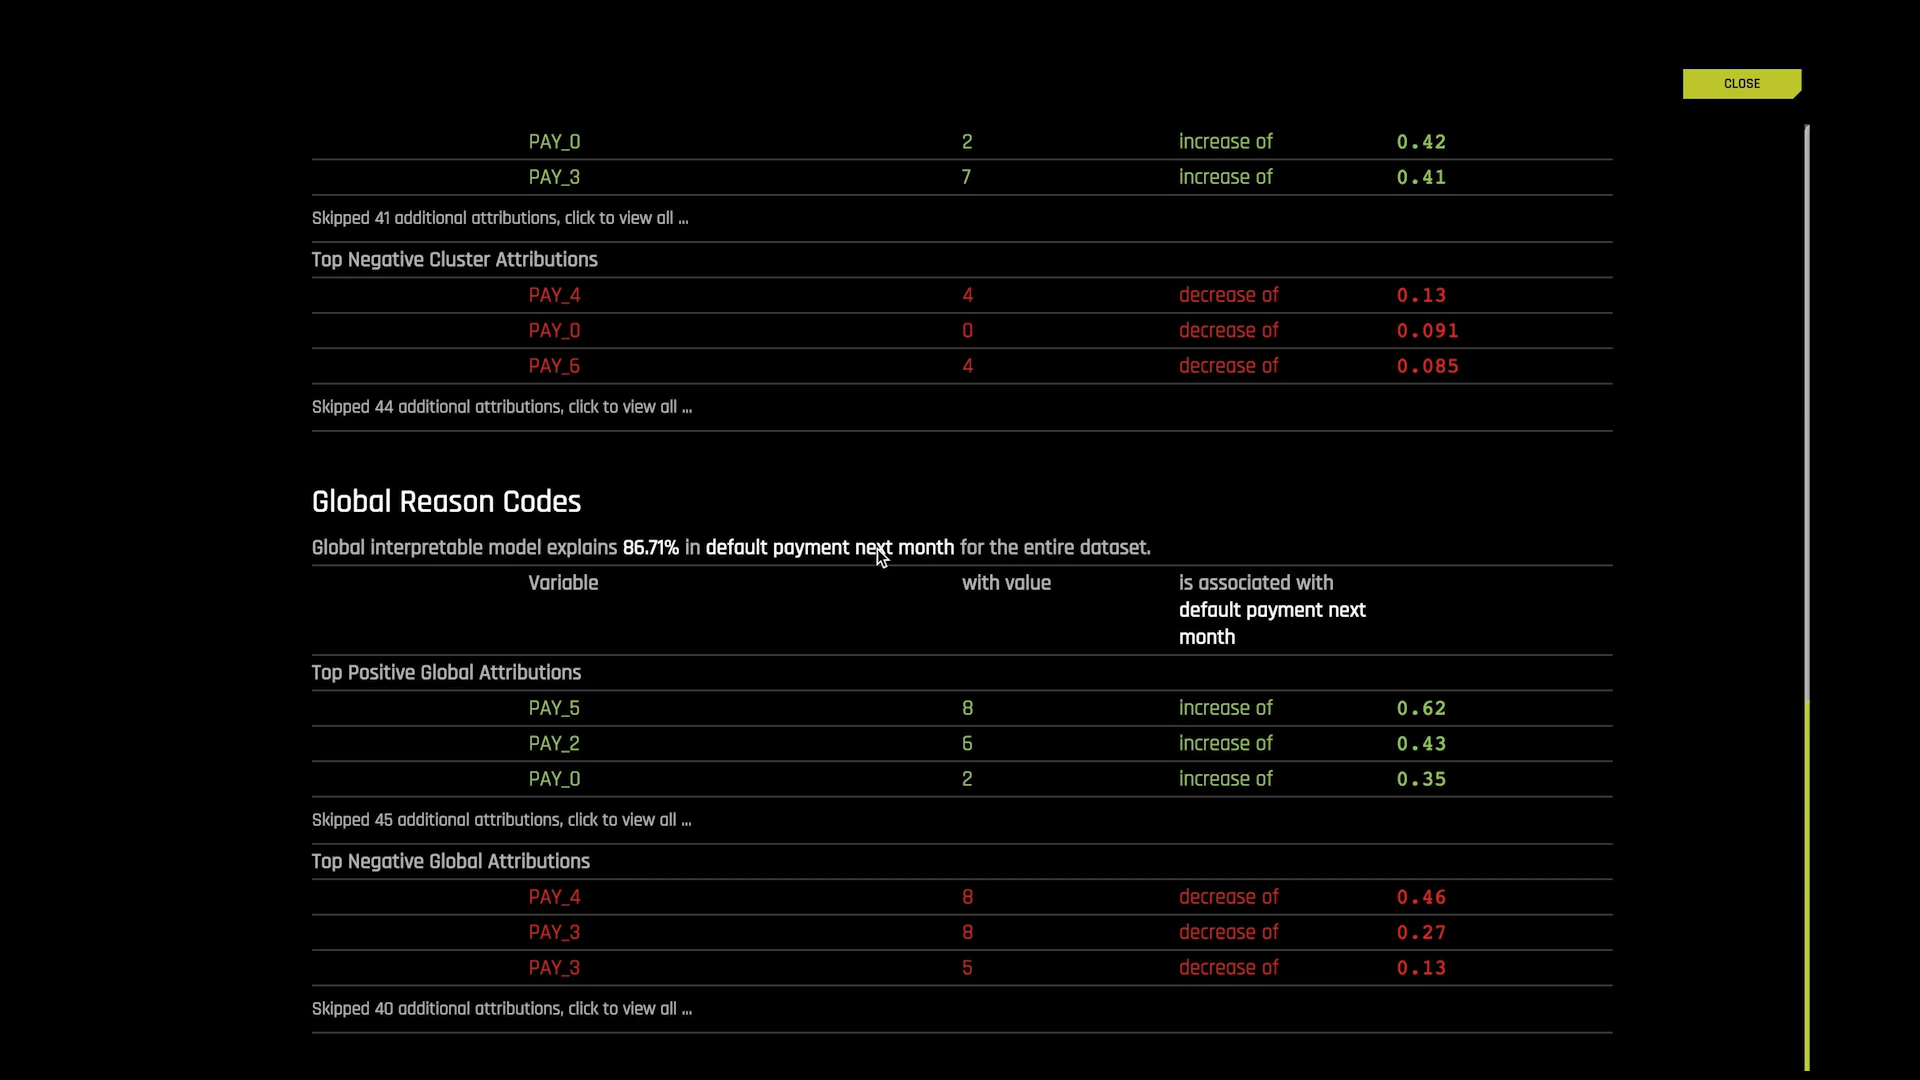 CLOSE
PAY_0 2 increase of 0.42
PAY_3 7 increase of 0.41
Skipped 41 additional attributions, click to view all ...
Top Negative Cluster Attributions
PAY_4 4 decrease of 0.13
PAY_0 0 decrease of 0.091
PAY_6 4 decrease of 0.085
Skipped 44 additional attributions, click to view all ...
Global Reason Codes
Global interpretable model explains 86.71% in default payment next month for the entire dataset.
Variable with value is associated with
default payment next
month
Top Positive Global Attributions
PAY_5 8 increase of 0.62
PAY_2 6 increase of 0.43
PAY_0 2 increase of 0.35
Skipped 45 additional attributions, click to view all ...
Top Negative Global Attributions
PAY_4 8 decrease of 0.46
PAY_3 8 decrease of 0.27
PAY_3 5 decrease of 0.13
Skipped 40 additional attributions, click to view all ...